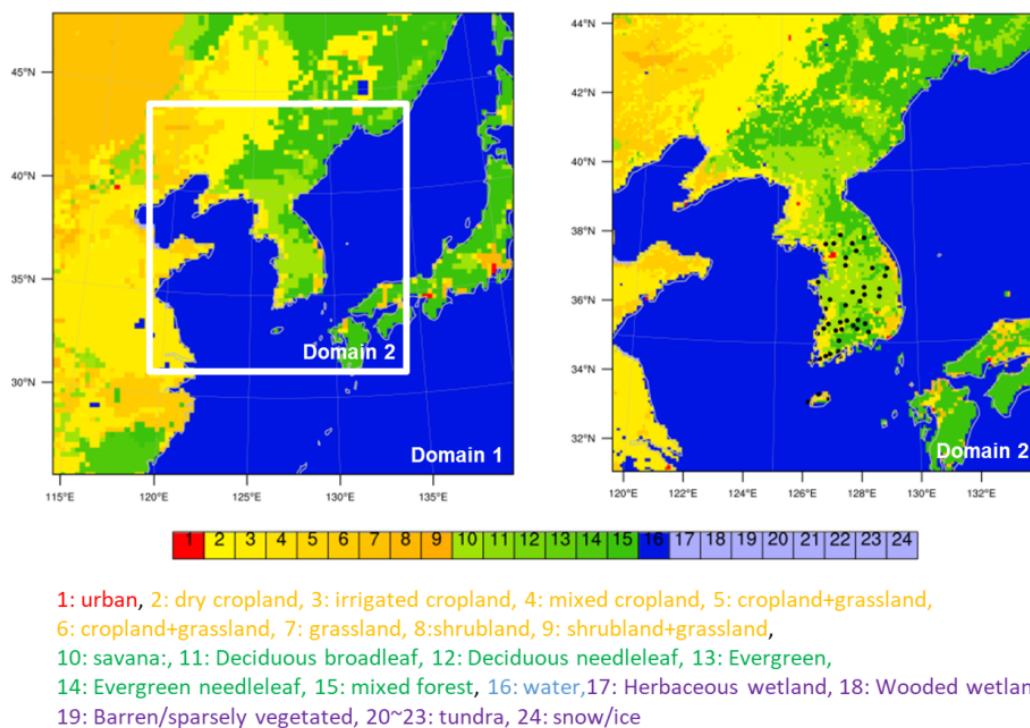 45°N
40°N
35°N
30°N
115°E 120°E 125°E 130°E 135°E
Domain 2
Domain 1
44°N
42°N
40°N
38°N
36°N
34°N
32°N
120°E 122°E 124°E 126°E 128°E 130°E 132°E
Domain 2
1 2 3 4 5 6 7 8 9 10 11 12 13 14 15 16 17 18 19 20 21 22 23 24
1: urban, 2: dry cropland, 3: irrigated cropland, 4: mixed cropland, 5: cropland+grassland,
6: cropland+grassland, 7: grassland, 8:shrubland, 9: shrubland+grassland,
10: savana:, 11: Deciduous broadleaf, 12: Deciduous needleleaf, 13: Evergreen,
14: Evergreen needleleaf, 15: mixed forest, 16: water,17: Herbaceous wetland, 18: Wooded wetlan
19: Barren/sparsely vegetated, 20~23: tundra, 24: snow/ice